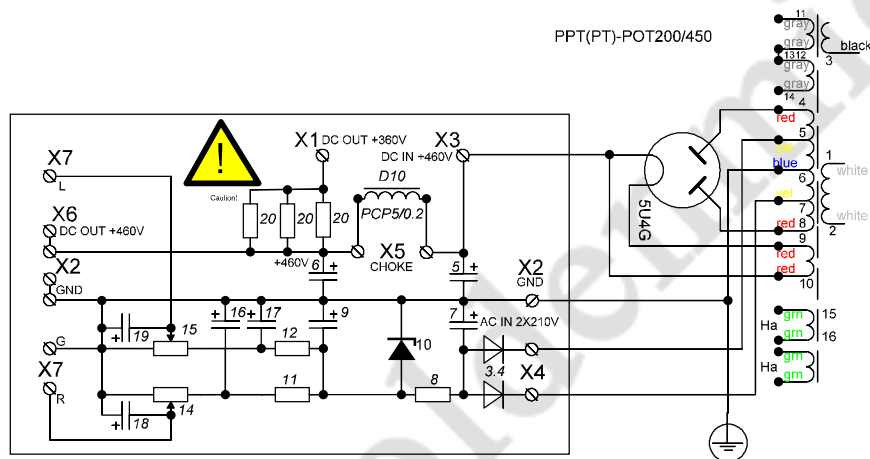 PPT(PT)-POT200/450
11
gray
gray
black
1312
3
gray
gray
14
4
red
5
yel
blue
1
white
6
yel
7
white
red
8
2
9
red
red
10
grn
15
Ha
16
grn
grn
Ha
grn
5U4G
X7
L
!
Caution!
X1
DC OUT +360V
X3
DC IN +460V
D10
PCP5/0.2
20
20
20
X6
DC OUT +460V
+460V
X5
CHOKE
X2
GND
6
+
5
+
X2
GND
+
19
15
+
16
+
17
+
9
12
10
7
+
AC IN 2X210V
G
X7
R
+
18
14
11
8
3.4
X4
oldenmi